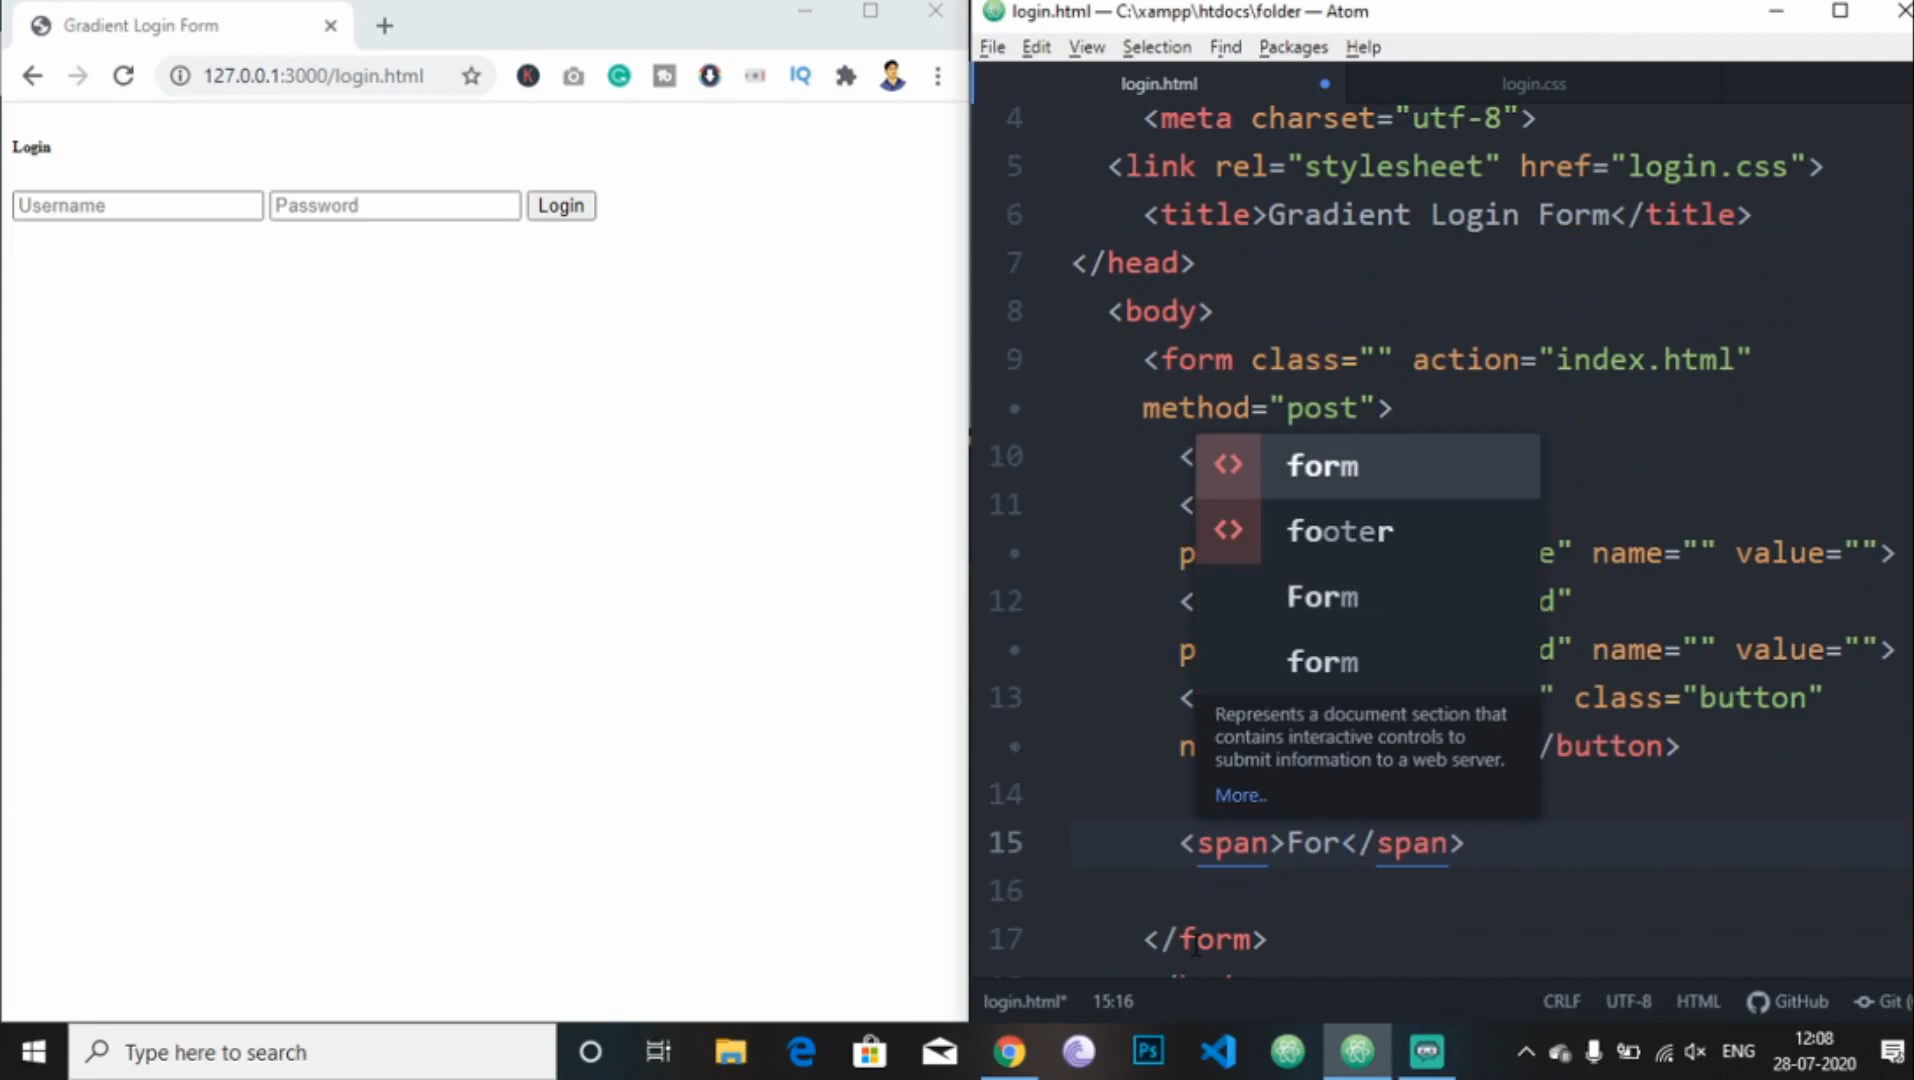 Gradient Login Form
127.0.0.1:3000/login.html
IQ
Login
Username
Password
Login
login.html — C:\xampp\htdocs\folder — Atom
File Edit View Selection Find Packages Help
login.html
login.css
4 <meta charset="utf-8">
5 <link rel="stylesheet" href="login.css">
6 <title>Gradient Login Form</title>
7 </head>
8 <body>
9 <form class="" action="index.html"
method="post">
10 <
11 <
p e" name="" value="">
12 < d"
p d" name="" value="">
13 < " class="button"
n /button>
14
15 <span>For</span>
16
17 </form>
form
footer
Form
form
Represents a document section that
contains interactive controls to
submit information to a web server.
More..
login.html* 15:16 CRLF UTF-8 HTML GitHub Git (
Type here to search
Ps
ENG
12:08
28-07-2020